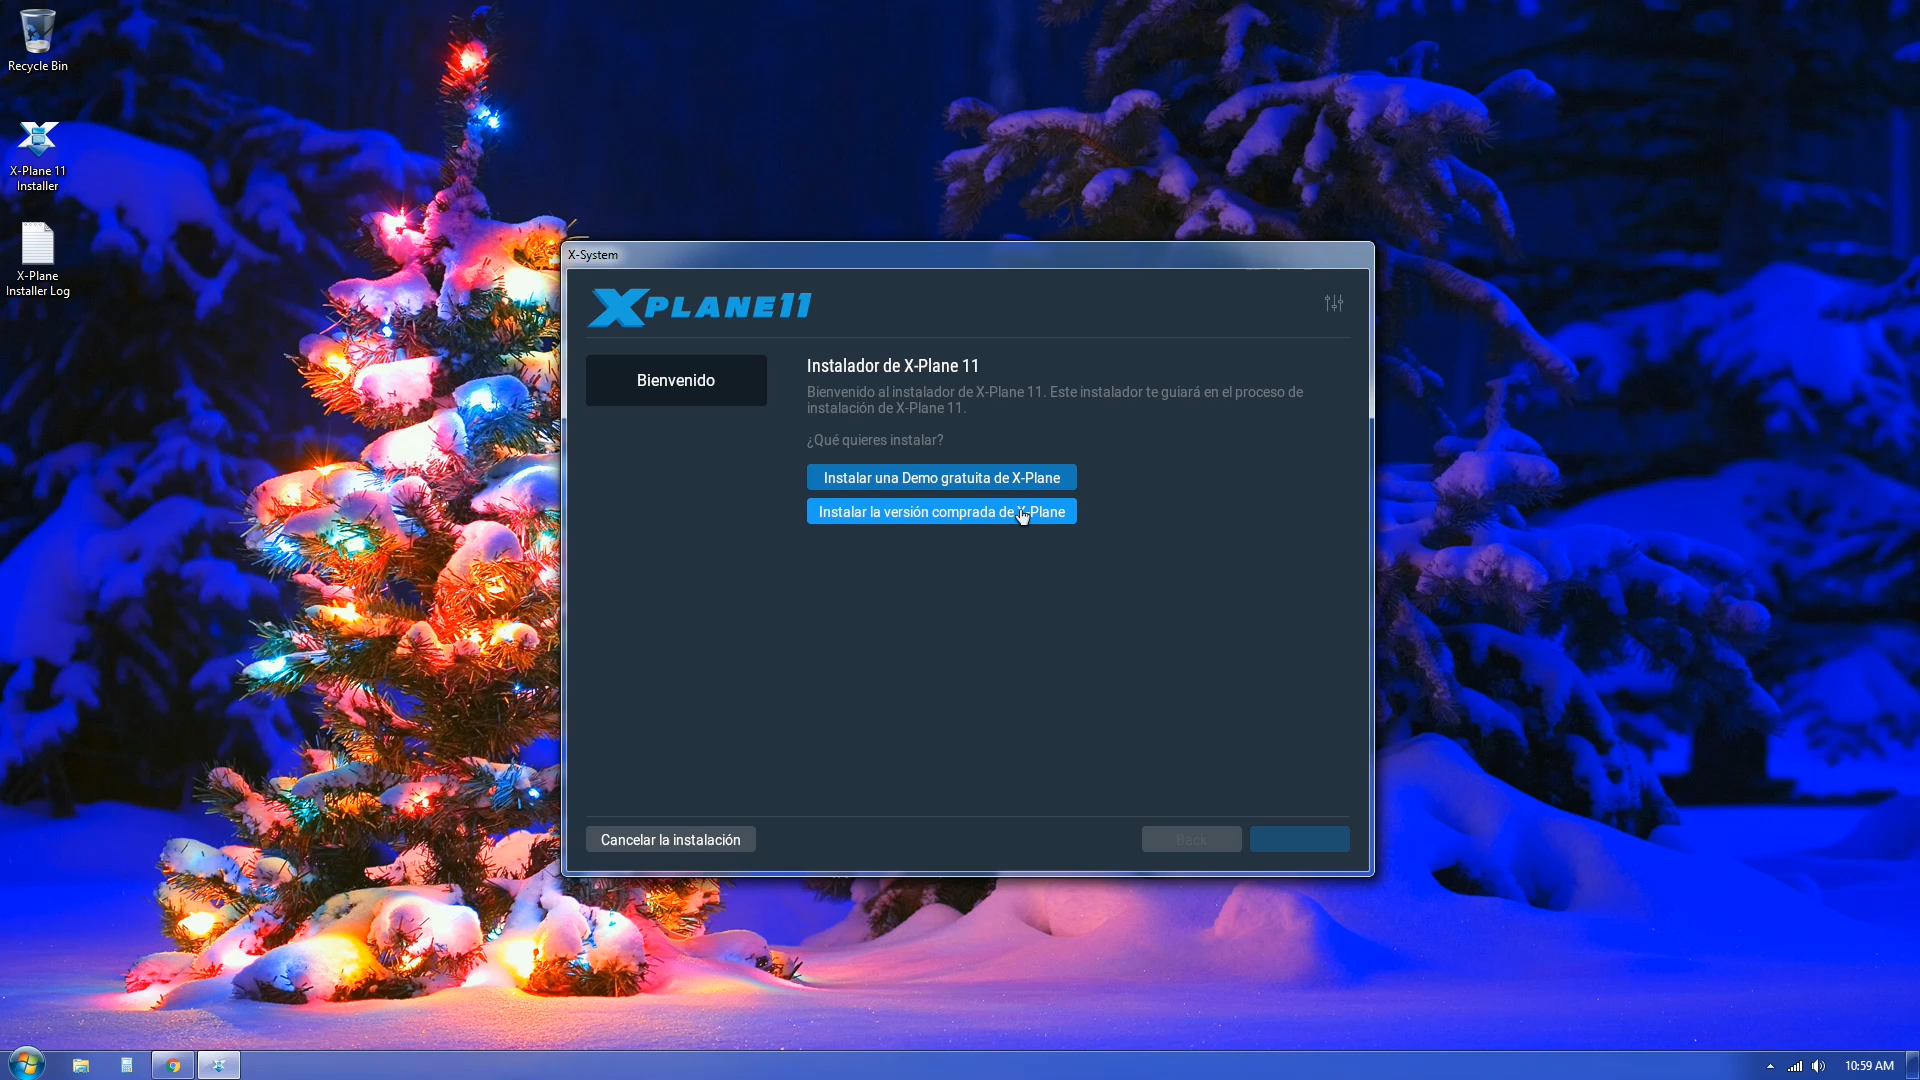 Recycle Bin
X-Plane 11
Installer
X-Plane
Installer Log
X-System
XPLANE11
Bienvenido
Instalador de X-Plane 11
Bienvenido al instalador de X-Plane 11. Este instalador te guiará en el proceso de
instalación de X-Plane 11.
¿Qué quieres instalar?
Instalar una Demo gratuita de X-Plane
Instalar la versión comprada de X-Plane
Cancelar la instalación
Back
10:59 AM